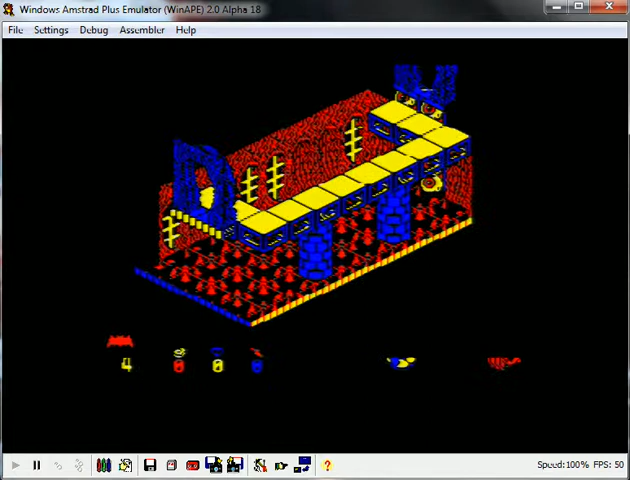 Windows Amstrad Plus Emulator (WinAPE) 2.0 Alpha 18
File Settings Debug Assembler Help
4 0 0 0
Speed:100% FPS: 50